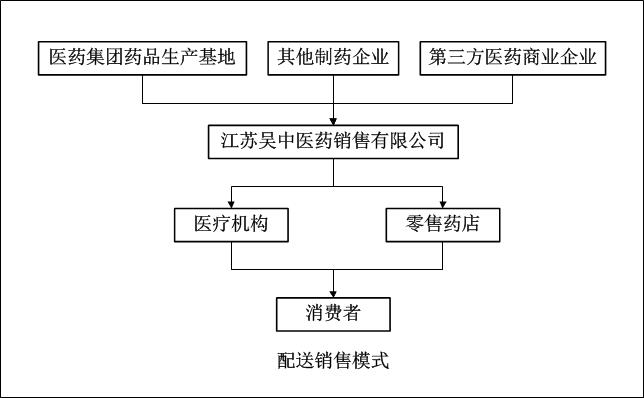 医药集团药品生产基地
其他制药企业
第三方医药商业企业
江苏吴中医药销售有限公司
医疗机构
零售药店
消费者
配送销售模式